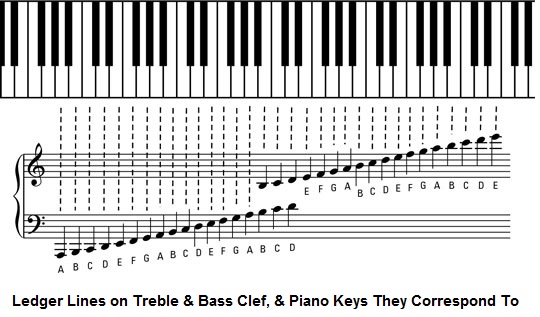 E F G A B C D E F G A B C D E
A B C D E F G A B C D E F G A B C D
Ledger Lines on Treble & Bass Clef, & Piano Keys They Correspond To